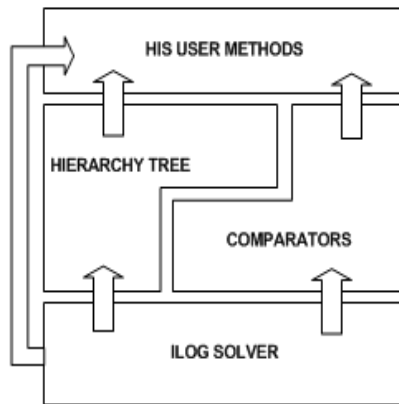 HIS USER METHODS
HIERARCHY TREE
COMPARATORS
ILOG SOLVER